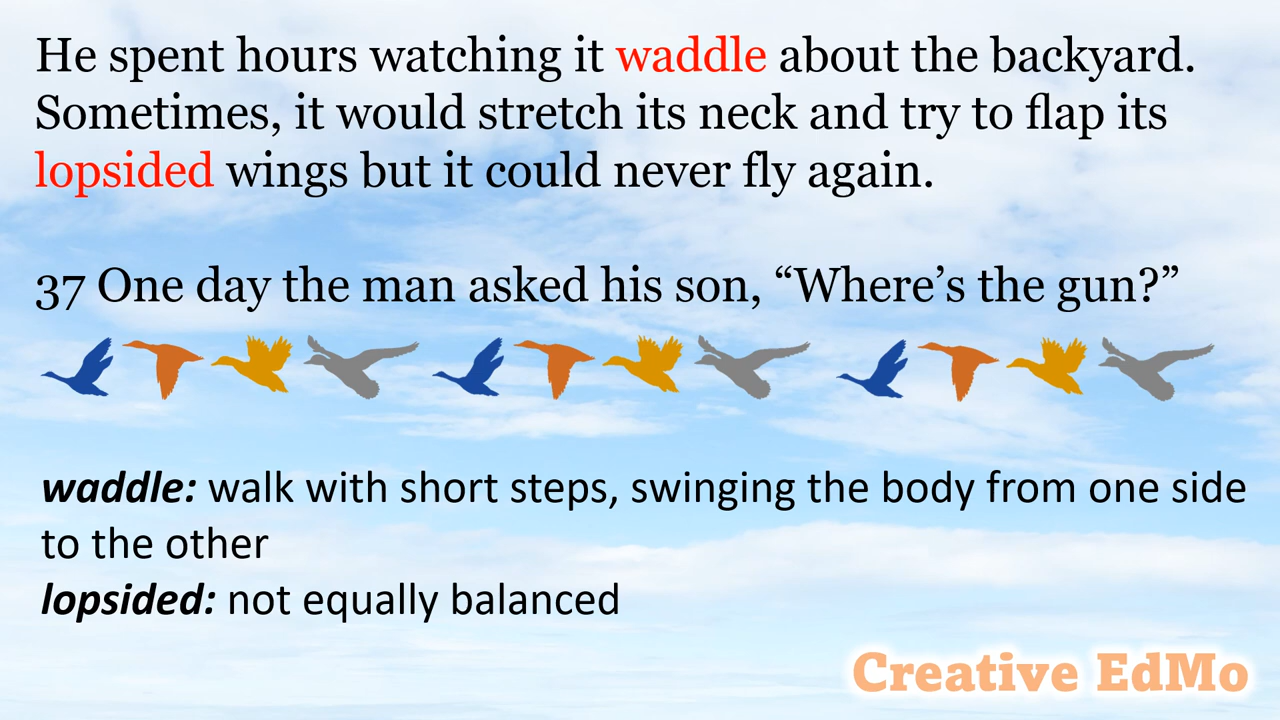 He spent hours watching it waddle about the backyard.
Sometimes, it would stretch its neck and try to flap its
lopsided wings but it could never fly again.
37 One day the man asked his son, “Where’s the gun?”
waddle: walk with short steps, swinging the body from one side
to the other
lopsided: not equally balanced
Creative EdMo